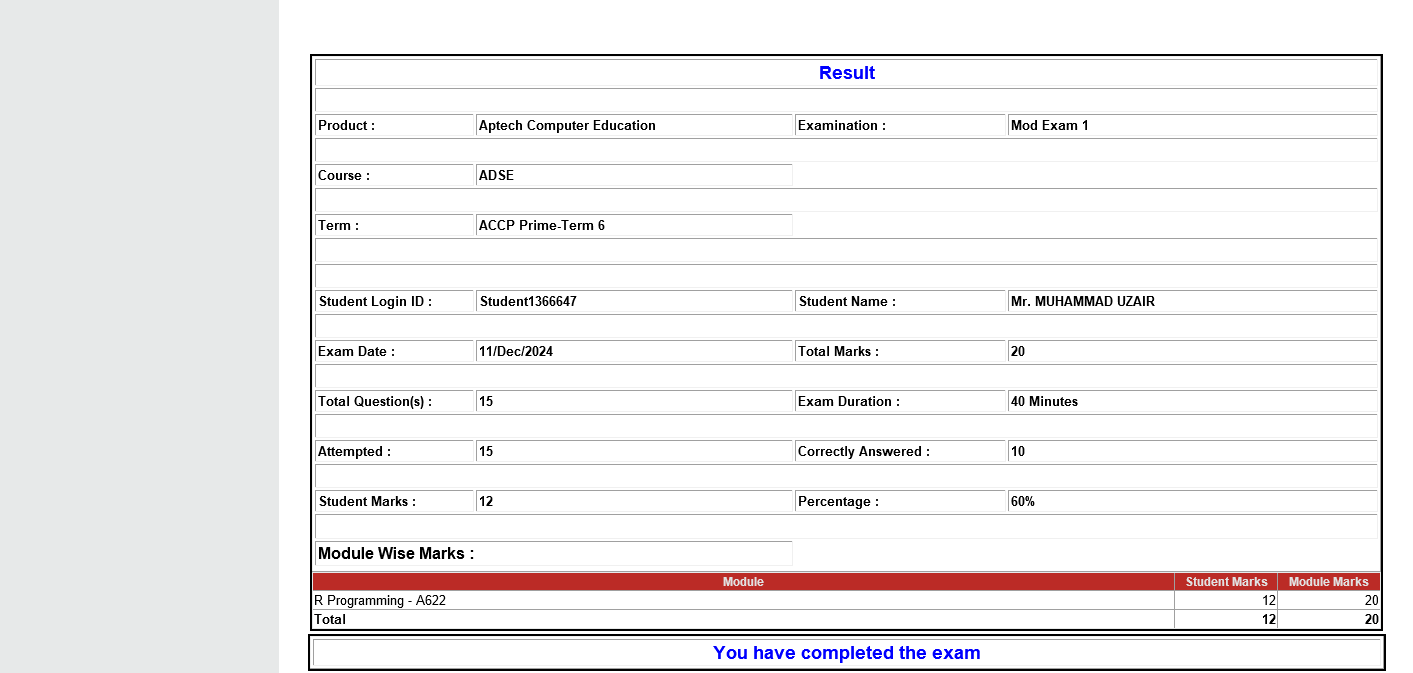 Result
Product : Aptech Computer Education Examination : Mod Exam 1
Course : ADSE
Term : ACCP Prime-Term 6
Student Login ID : Student1366647 Student Name : Mr. MUHAMMAD UZAIR
Exam Date : 11/Dec/2024 Total Marks : 20
Total Question(s) : 15 Exam Duration : 40 Minutes
Attempted : 15 Correctly Answered : 10
Student Marks : 12 Percentage : 60%
Module Wise Marks :
Module Student Marks Module Marks
R Programming - A622 12 20
Total 12 20
You have completed the exam